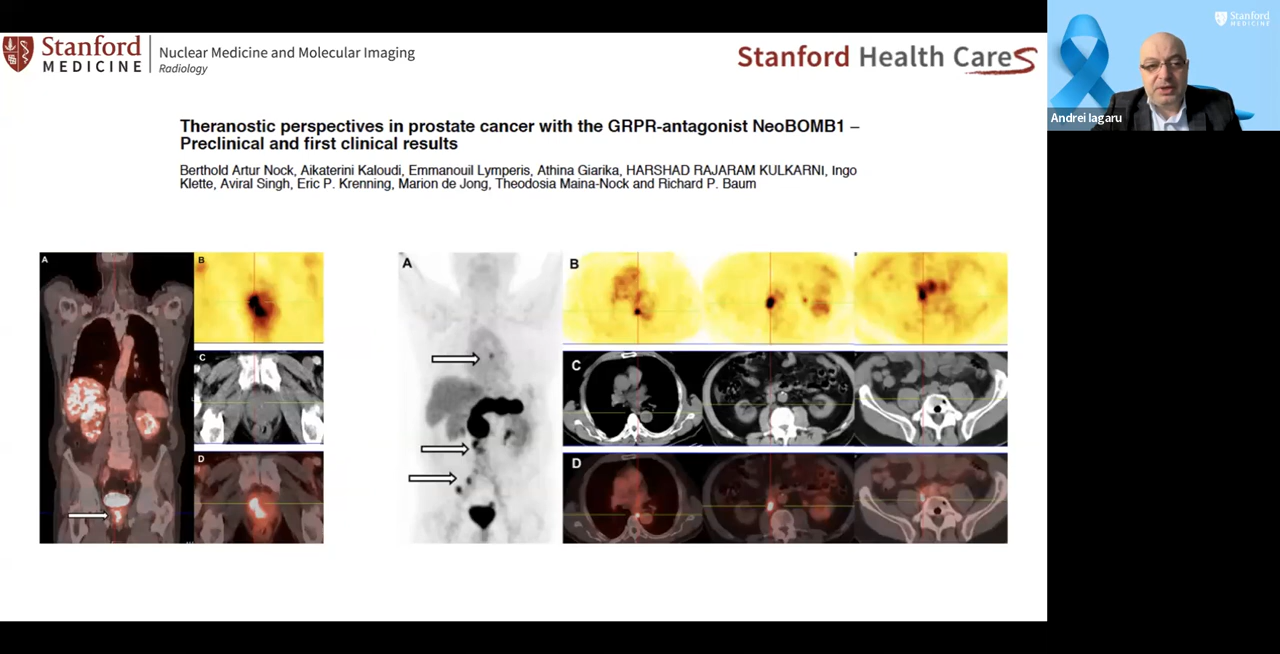 Stanford
MEDICINE
Nuclear Medicine and Molecular Imaging
Radiology
Stanford Health Care
Stanford
MEDICINE
Andrei Iagaru
Theranostic perspectives in prostate cancer with the GRPR-antagonist NeoBOMB1 –
Preclinical and first clinical results
Berthold Artur Nock, Aikaterini Kaloudi, Emmanouil Lymperis, Athina Giarika, HARSHAD RAJARAM KULKARNI, Ingo
Klette, Aviral Singh, Eric P. Krenning, Marion de Jong, Theodosia Maina-Nock and Richard P. Baum
A
B
C
D
A
B
C
D